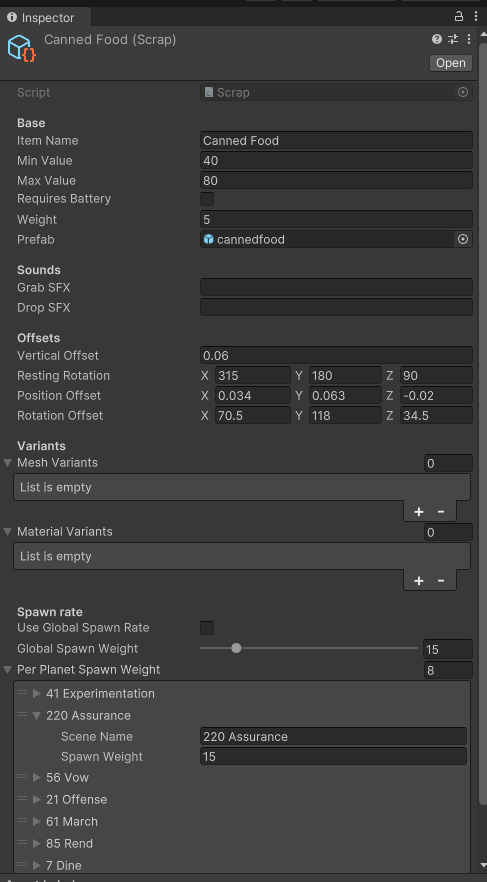 Inspector
Canned Food (Scrap)
Open
Script Scrap
Base
Item Name Canned Food
Min Value 40
Max Value 80
Requires Battery
Weight 5
Prefab cannedfood
Sounds
Grab SFX
Drop SFX
Offsets
Vertical Offset 0.06
Resting Rotation X 315 Y 180 Z 90
Position Offset X 0.034 Y 0.063 Z -0.02
Rotation Offset X 70.5 Y 118 Z 34.5
Variants
Mesh Variants 0
List is empty
+ -
Material Variants 0
List is empty
+ -
Spawn rate
Use Global Spawn Rate
Global Spawn Weight 15
Per Planet Spawn Weight 8
41 Experimentation
220 Assurance
Scene Name 220 Assurance
Spawn Weight 15
56 Vow
21 Offense
61 March
85 Rend
7 Dine